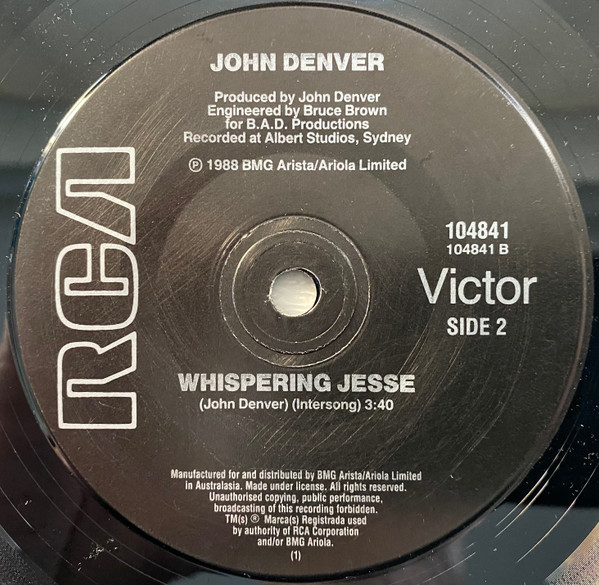 JOHN DENVER
Produced by John Denver
Engineered by Bruce Brown
for B.A.D. Productions
Recorded at Albert Studios, Sydney
℗ 1988 BMG Arista/Ariola Limited
RCA
104841
104841 B
Victor
SIDE 2
WHISPERING JESSE
(John Denver) (Intersong) 3:40
Manufactured for and distributed by BMG Arista/Ariola Limited
in Australasia. Made under license. All rights reserved.
Unauthorised copying, public performance,
broadcasting of this recording forbidden.
TM(s) ® Marca(s) Registrada used
by authority of RCA Corporation
and/or BMG Ariola.
(1)